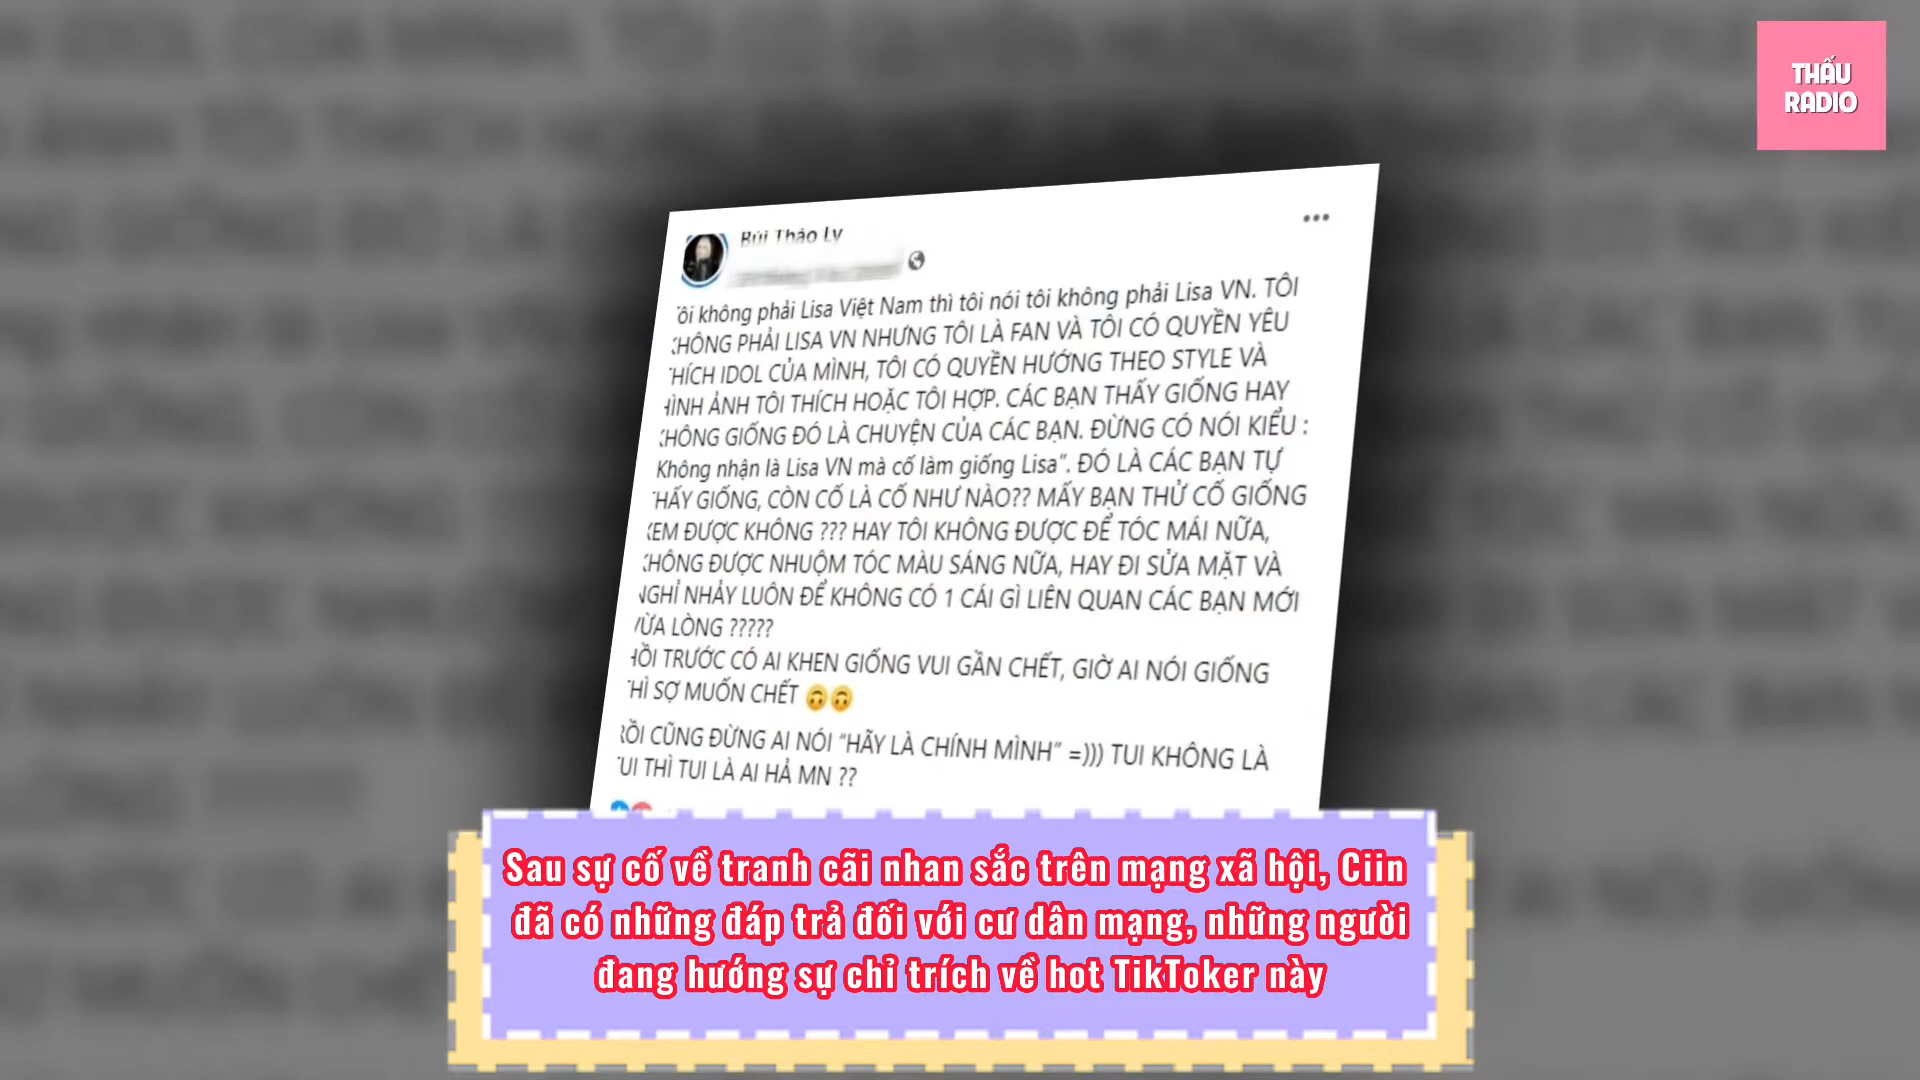 THẤU
RADIO
Bùi Thảo Ly
ôi không phải Lisa Việt Nam thì tôi nói tôi không phải Lisa VN. TÔI
HÔNG PHẢI LISA VN NHƯNG TÔI LÀ FAN VÀ TÔI CÓ QUYỀN YÊU
HÍCH IDOL CỦA MÌNH, TÔI CÓ QUYỀN HƯỚNG THEO STYLE VÀ
ÌNH ẢNH TÔI THÍCH HOẶC TÔI HỢP. CÁC BẠN THẤY GIỐNG HAY
HÔNG GIỐNG ĐÓ LÀ CHUYỆN CỦA CÁC BẠN. ĐỪNG CÓ NÓI KIỂU :
Không nhận là Lisa VN mà cố làm giống Lisa". ĐÓ LÀ CÁC BẠN TỰ
HẤY GIỐNG, CÒN CỐ LÀ CỐ NHƯ NÀO?? MẤY BẠN THỬ CỐ GIỐNG
XEM ĐƯỢC KHÔNG ??? HAY TÔI KHÔNG ĐƯỢC ĐỂ TÓC MÁI NỮA,
HÔNG ĐƯỢC NHUỘM TÓC MÀU SÁNG NỮA, HAY ĐI SỬA MẶT VÀ
NGHỈ NHẢY LUÔN ĐỂ KHÔNG CÓ 1 CÁI GÌ LIÊN QUAN CÁC BẠN MỚI
VỪA LÒNG ?????
HỒI TRƯỚC CÓ AI KHEN GIỐNG VUI GẦN CHẾT, GIỜ AI NÓI GIỐNG
HÌ SỢ MUỐN CHẾT 🙃🙃
RỒI CŨNG ĐỪNG AI NÓI "HÃY LÀ CHÍNH MÌNH" =))) TUI KHÔNG LÀ
UI THÌ TUI LÀ AI HẢ MN ??
Sau sự cố về tranh cãi nhan sắc trên mạng xã hội, Ciin
đã có những đáp trả đối với cư dân mạng, những người
đang hướng sự chỉ trích về hot TikToker này